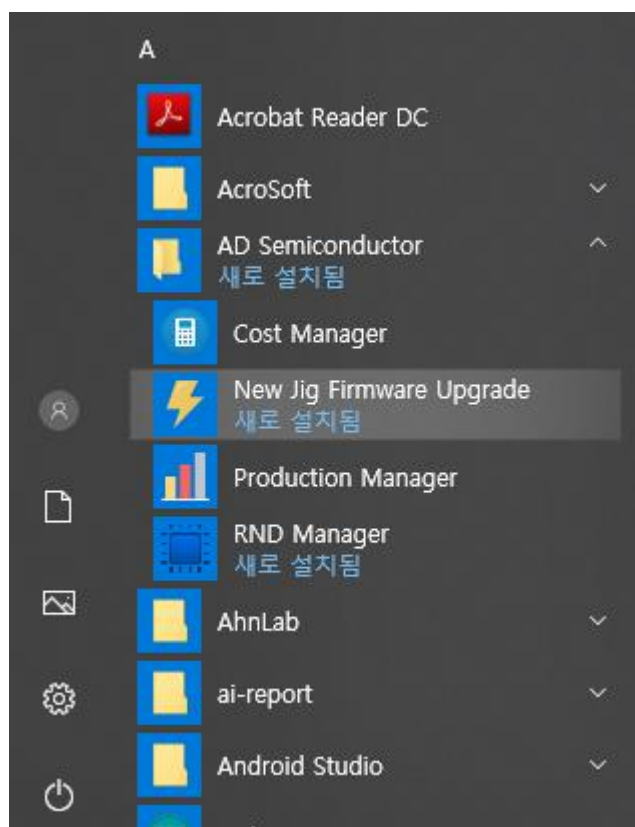 A
Acrobat Reader DC
AcroSoft
AD Semiconductor
새로 설치됨
Cost Manager
New Jig Firmware Upgrade
새로 설치됨
Production Manager
RND Manager
새로 설치됨
AhnLab
ai-report
Android Studio